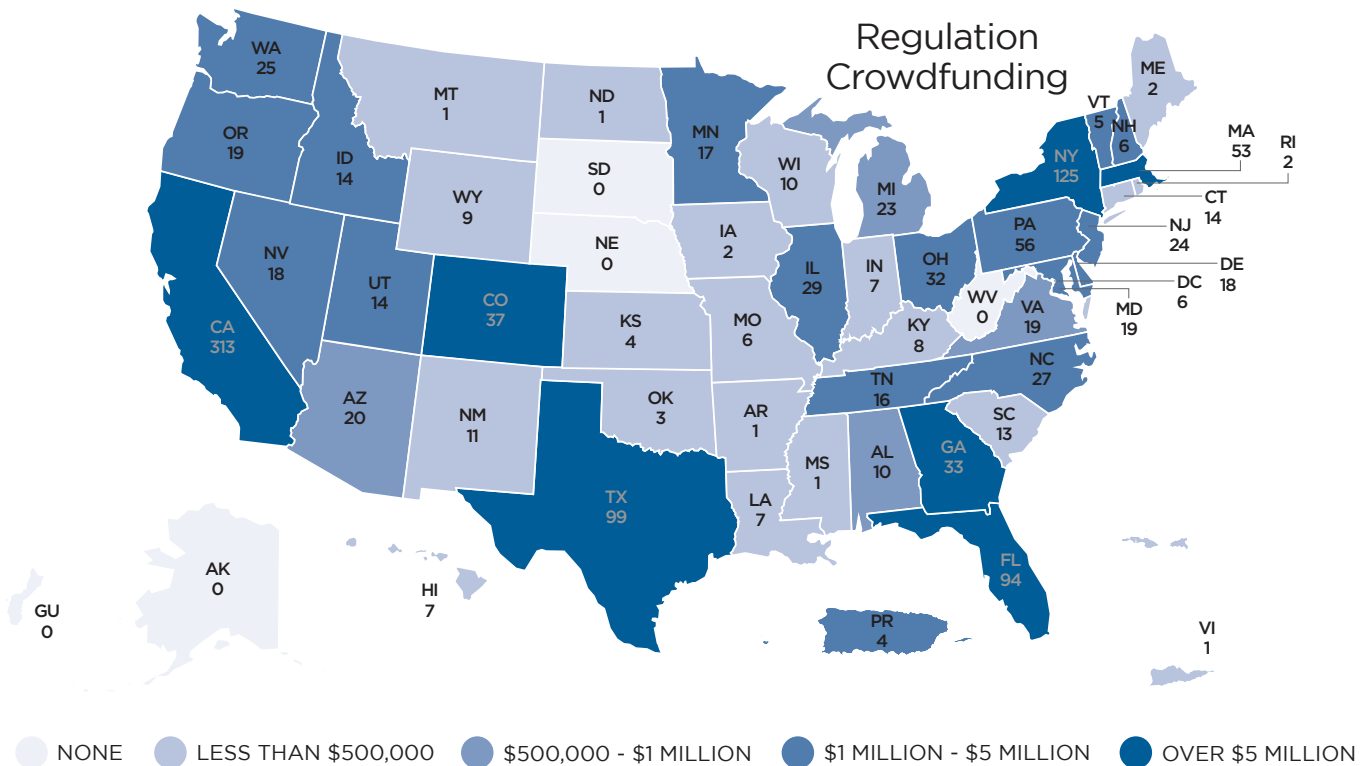 Regulation
Crowdfunding
WA
25
MT
1
ND
1
ME
2
VT
5
NH
6
MA
53
RI
2
OR
19
ID
14
MN
17
WI
10
NY
125
SD
0
WY
9
MI
23
CT
14
NJ
24
IA
2
PA
56
NE
0
NV
18
UT
14
IL
29
IN
7
OH
32
DE
18
DC
6
MD
19
WV
0
VA
19
CO
37
CA
313
KS
4
MO
6
KY
8
NC
27
TN
16
AZ
20
NM
11
OK
3
AR
1
SC
13
MS
1
AL
10
GA
33
TX
99
LA
7
FL
94
AK
0
HI
7
GU
0
PR
4
VI
1
NONE
LESS THAN $500,000
$500,000 - $1 MILLION
$1 MILLION - $5 MILLION
OVER $5 MILLION